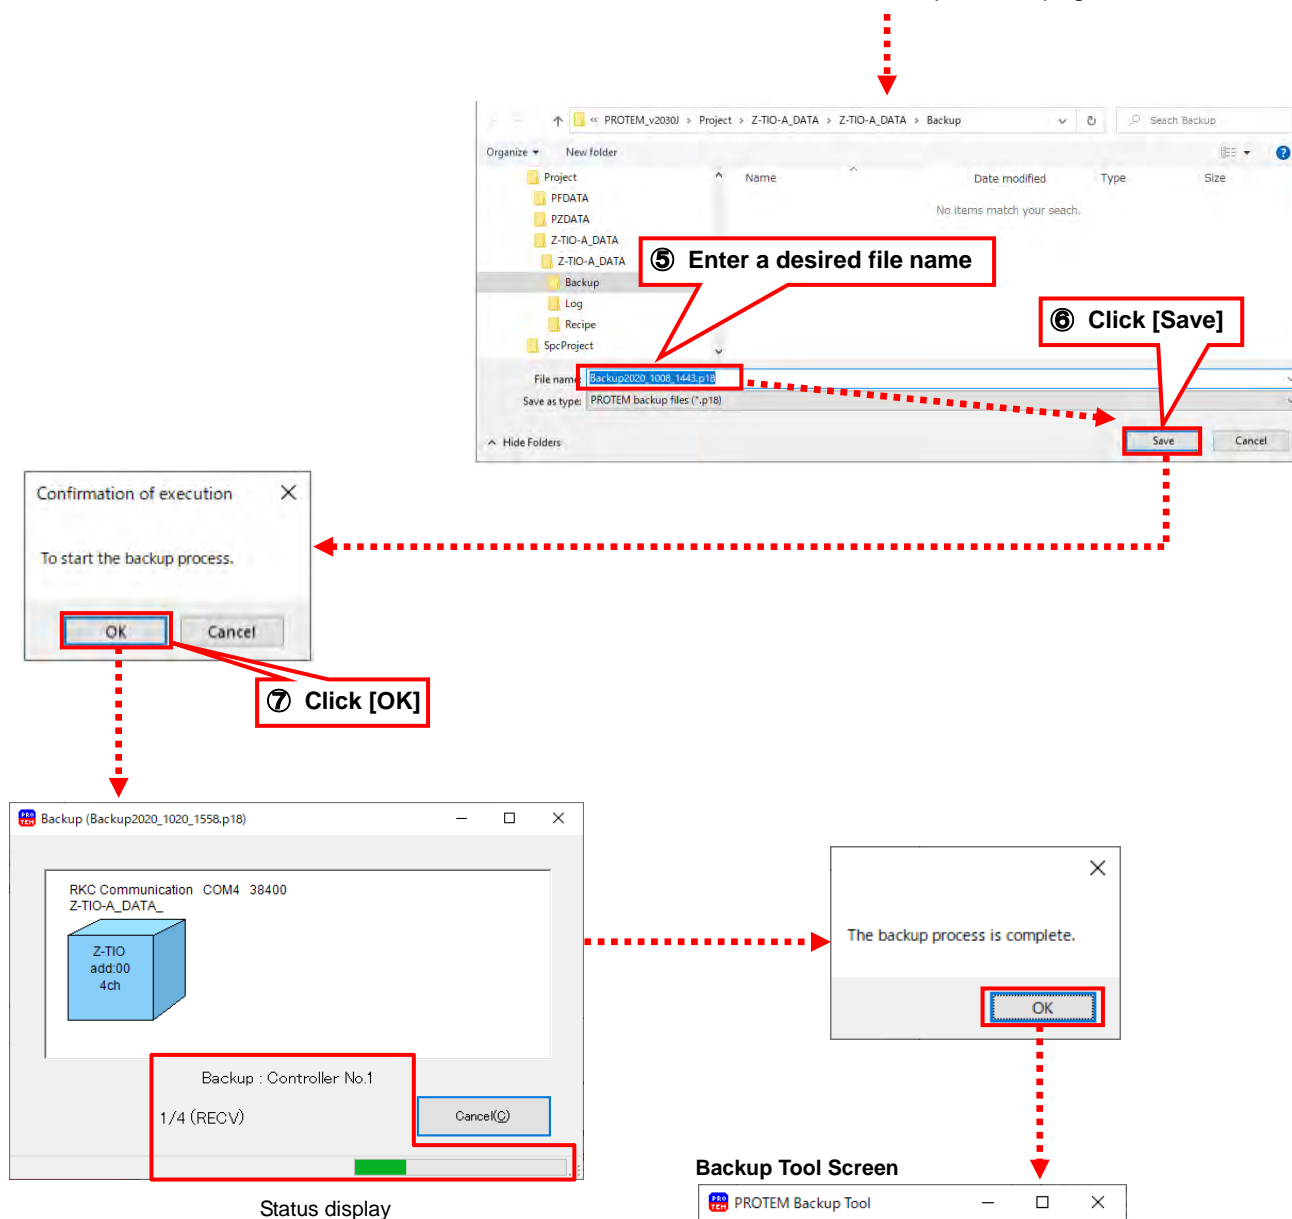 « PROTEM_v2030J > Project > Z-TIO-A_DATA > Z-TIO-A_DATA > Backup
Seach Backup
Organize
New folder
Project
PFDATA
PZDATA
Z-TIO-A_DATA
Z-TIO-A_DATA
Backup
Log
Recipe
SpcProject
Name
Date modified
Type
Size
No items match your seach.
⑤ Enter a desired file name
⑥ Click [Save]
File name:
Backup2020_1008_1443.p18
Save as type:
PROTEM backup files (*.p18)
Hide Folders
Save
Cancel
Confirmation of execution
To start the backup process.
OK
Cancel
⑦ Click [OK]
PRO
TEM
Backup (Backup2020_1020_1558.p18)
RKC Communication COM4 38400
Z-TIO-A_DATA_
Z-TIO
add:00
4ch
Backup : Controller No.1
1/4 (RECV)
Cancel(C)
Status display
The backup process is complete.
OK
Backup Tool Screen
PRO
TEM
PROTEM Backup Tool